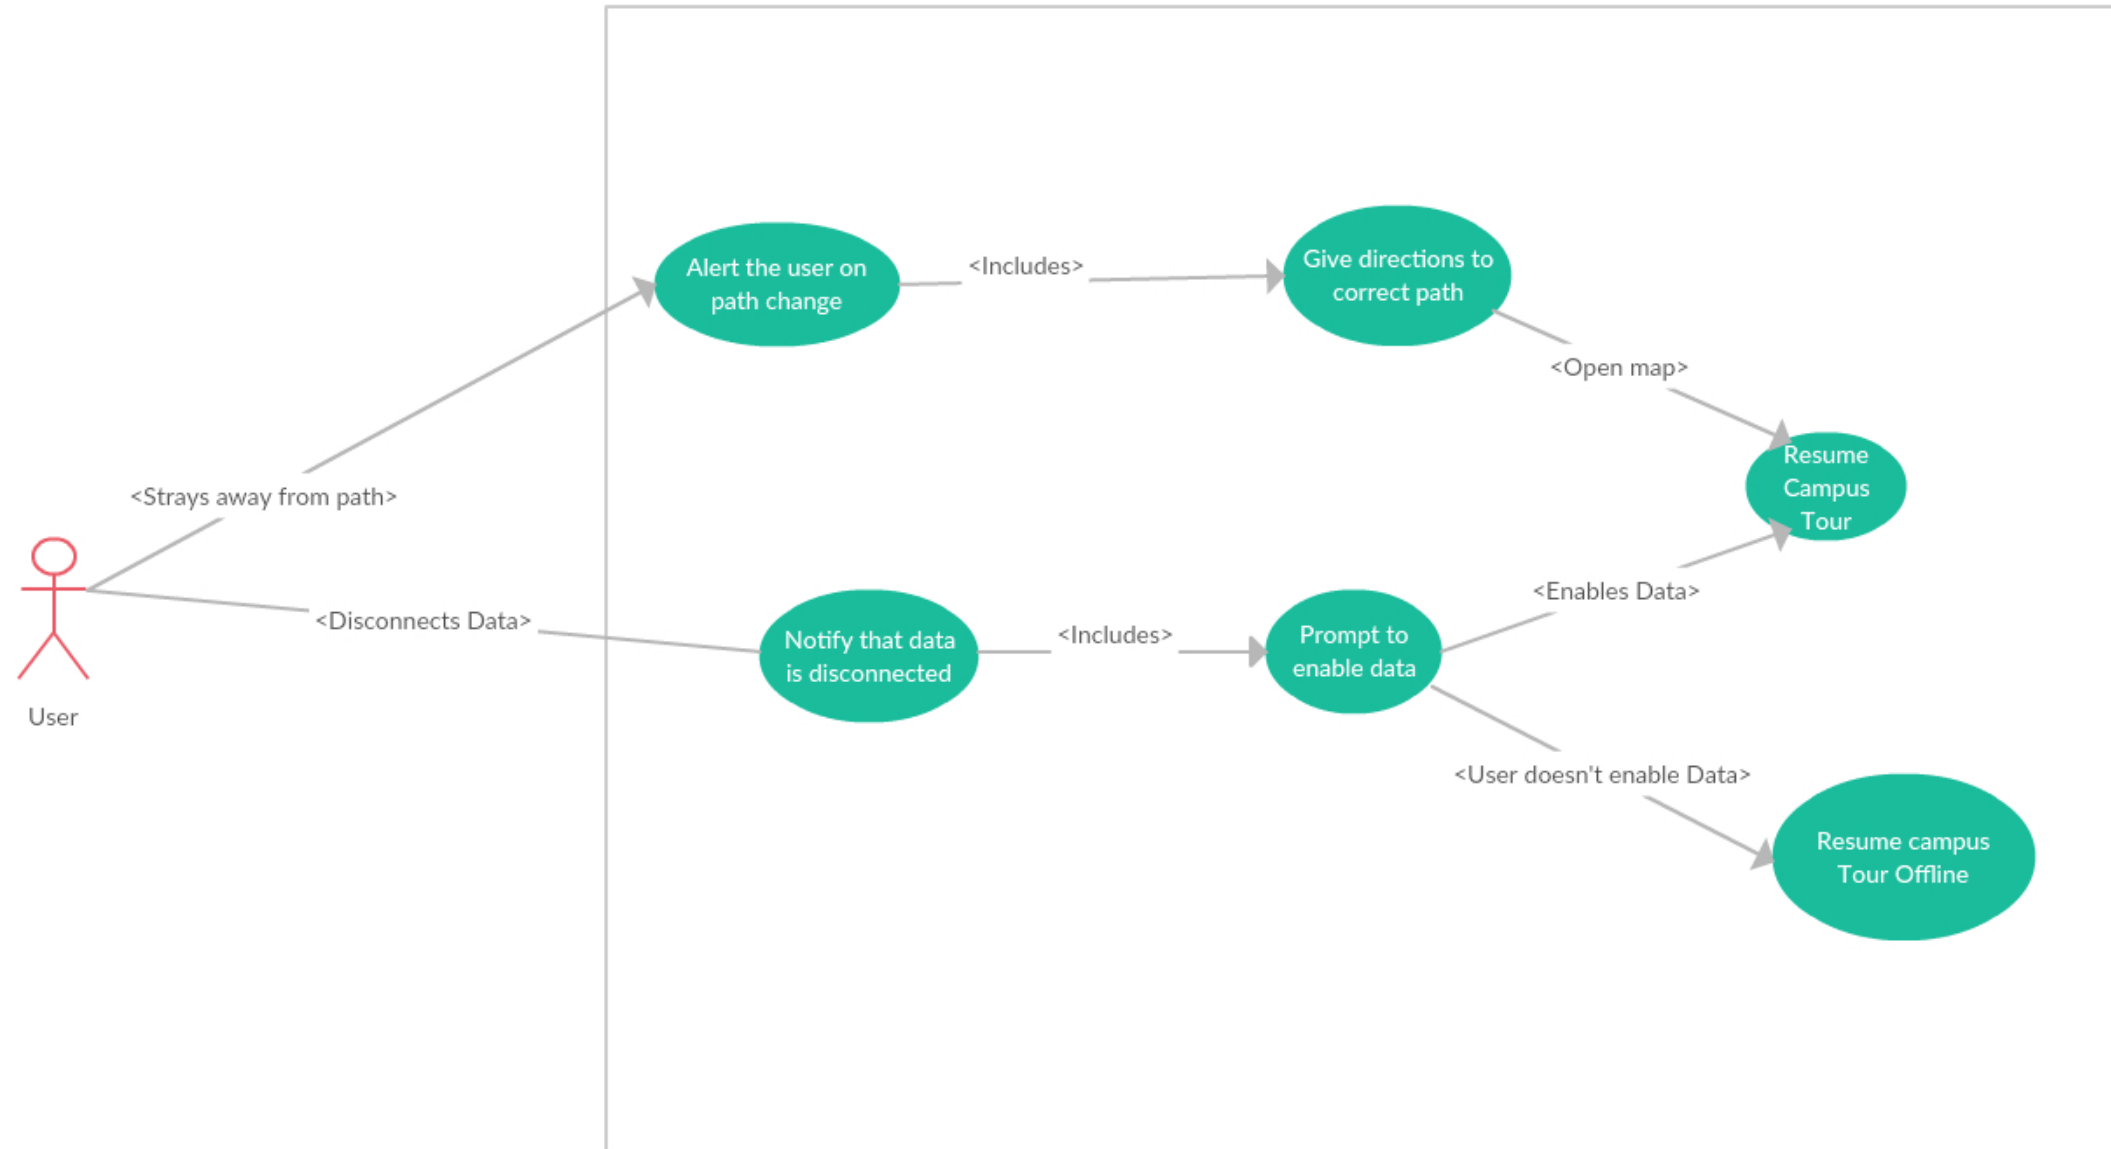 Alert the user on
path change
<Includes>
Give directions to
correct path
<Open map>
Resume
Campus
Tour
<Strays away from path>
<Disconnects Data>
User
Notify that data
is disconnected
<Includes>
Prompt to
enable data
<Enables Data>
<User doesn't enable Data>
Resume campus
Tour Offline